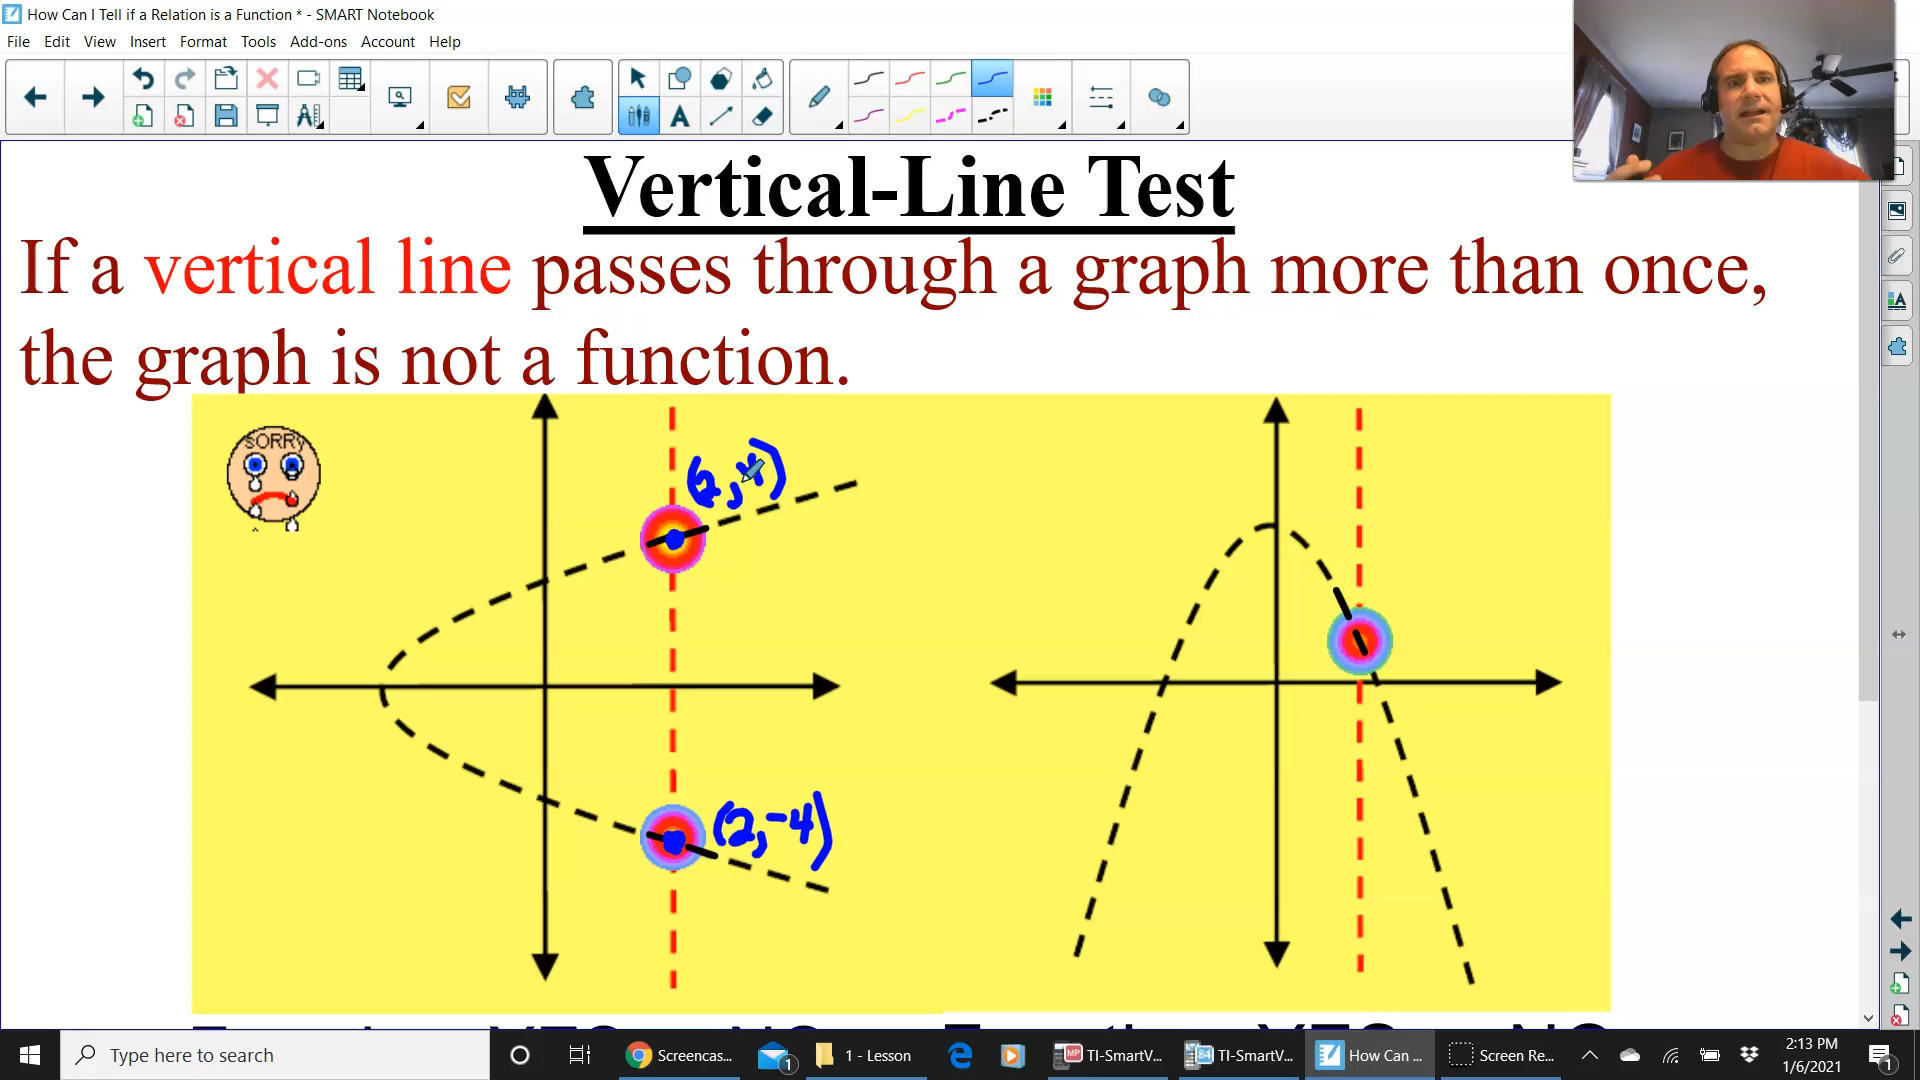 How Can I Tell if a Relation is a Function * - SMART Notebook
File Edit View Insert Format Tools Add-ons Account Help
Vertical-Line Test
If a vertical line passes through a graph more than once,
the graph is not a function.
SORRY
(2,4)
(2,-4)
Type here to search
1
Screencas...
1 - Lesson
TI-SmartV...
TI-SmartV...
How Can ...
Screen Re...
2:13 PM
1/6/2021
1